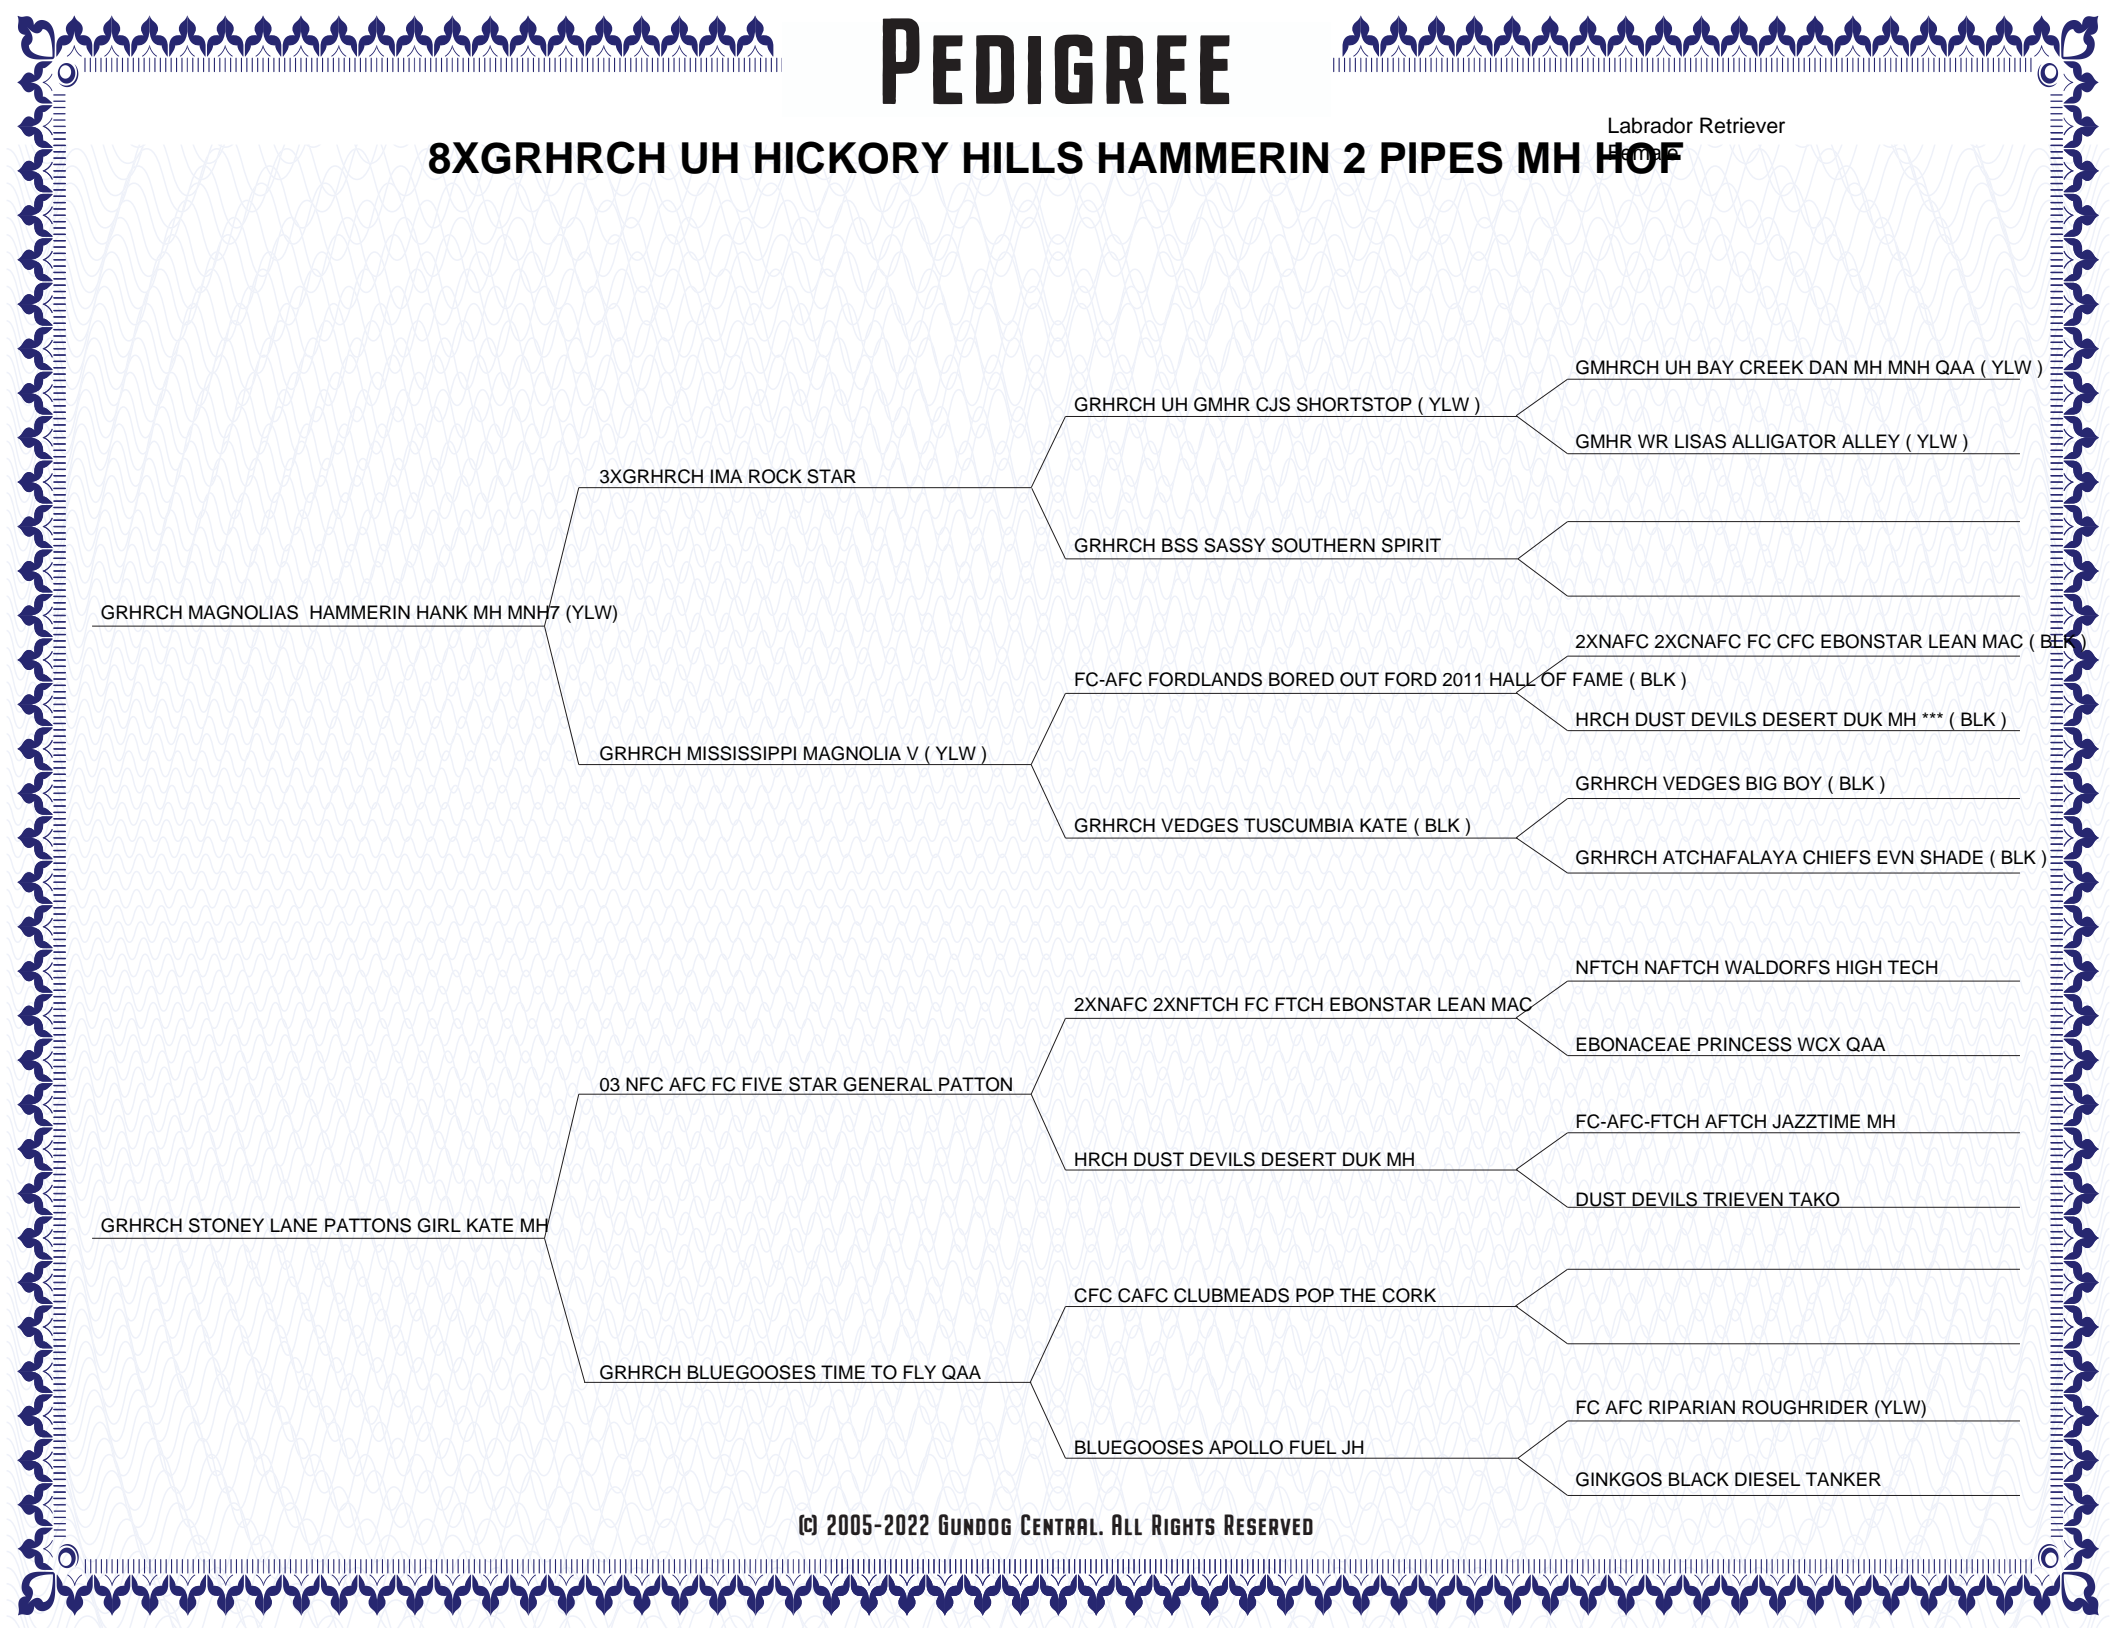 PEDIGREE
Labrador Retriever
Female
8XGRHRCH UH HICKORY HILLS HAMMERIN 2 PIPES MH HOF
GMHRCH UH BAY CREEK DAN MH MNH QAA ( YLW )
GRHRCH UH GMHR CJS SHORTSTOP ( YLW )
GMHR WR LISAS ALLIGATOR ALLEY ( YLW )
3XGRHRCH IMA ROCK STAR
GRHRCH BSS SASSY SOUTHERN SPIRIT
GRHRCH MAGNOLIAS  HAMMERIN HANK MH MNH7 (YLW)
2XNAFC 2XCNAFC FC CFC EBONSTAR LEAN MAC ( BLK )
FC-AFC FORDLANDS BORED OUT FORD 2011 HALL OF FAME ( BLK )
HRCH DUST DEVILS DESERT DUK MH *** ( BLK )
GRHRCH MISSISSIPPI MAGNOLIA V ( YLW )
GRHRCH VEDGES BIG BOY ( BLK )
GRHRCH VEDGES TUSCUMBIA KATE ( BLK )
GRHRCH ATCHAFALAYA CHIEFS EVN SHADE ( BLK )
NFTCH NAFTCH WALDORFS HIGH TECH
2XNAFC 2XNFTCH FC FTCH EBONSTAR LEAN MAC
EBONACEAE PRINCESS WCX QAA
03 NFC AFC FC FIVE STAR GENERAL PATTON
FC-AFC-FTCH AFTCH JAZZTIME MH
HRCH DUST DEVILS DESERT DUK MH
DUST DEVILS TRIEVEN TAKO
GRHRCH STONEY LANE PATTONS GIRL KATE MH
CFC CAFC CLUBMEADS POP THE CORK
GRHRCH BLUEGOOSES TIME TO FLY QAA
FC AFC RIPARIAN ROUGHRIDER (YLW)
BLUEGOOSES APOLLO FUEL JH
GINKGOS BLACK DIESEL TANKER
(C) 2005-2022 GUNDOG CENTRAL. ALL RIGHTS RESERVED